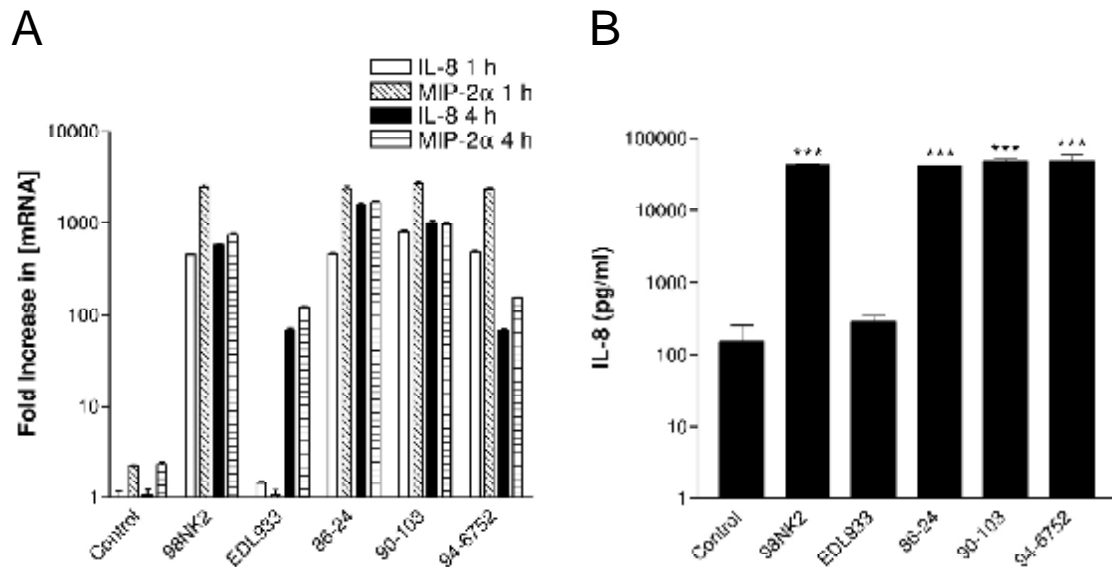 A
IL-8 1 h
MIP-2α 1 h
IL-8 4 h
MIP-2α 4 h
10000
1000
100
10
1
Fold Increase in [mRNA]
Control
98NK2
EDL933
86-24
90-103
94-6752
B
100000
10000
1000
100
10
1
IL-8 (pg/ml)
*** *** *** ***
Control
98NK2
EDL933
86-24
90-103
94-6752